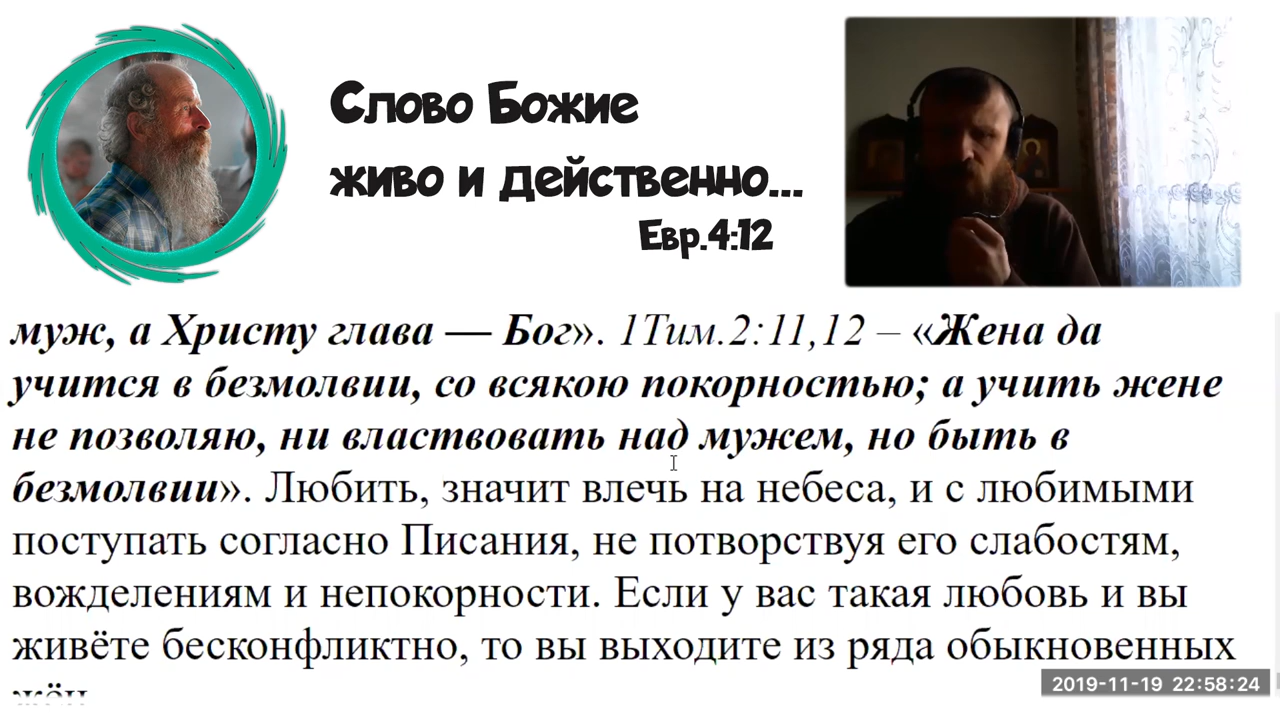 Слово Божие
живо и действенно...
Евр.4:12
муж, а Христу глава — Бог». 1Тим.2:11,12 – «Жена да
учится в безмолвии, со всякою покорностью; а учить жене
не позволяю, ни властвовать над мужем, но быть в
безмолвии». Любить, значит влечь на небеса, и с любимыми
поступать согласно Писания, не потворствуя его слабостям,
вожделениям и непокорности. Если у вас такая любовь и вы
живёте бесконфликтно, то вы выходите из ряда обыкновенных
2019-11-19 22:58:24